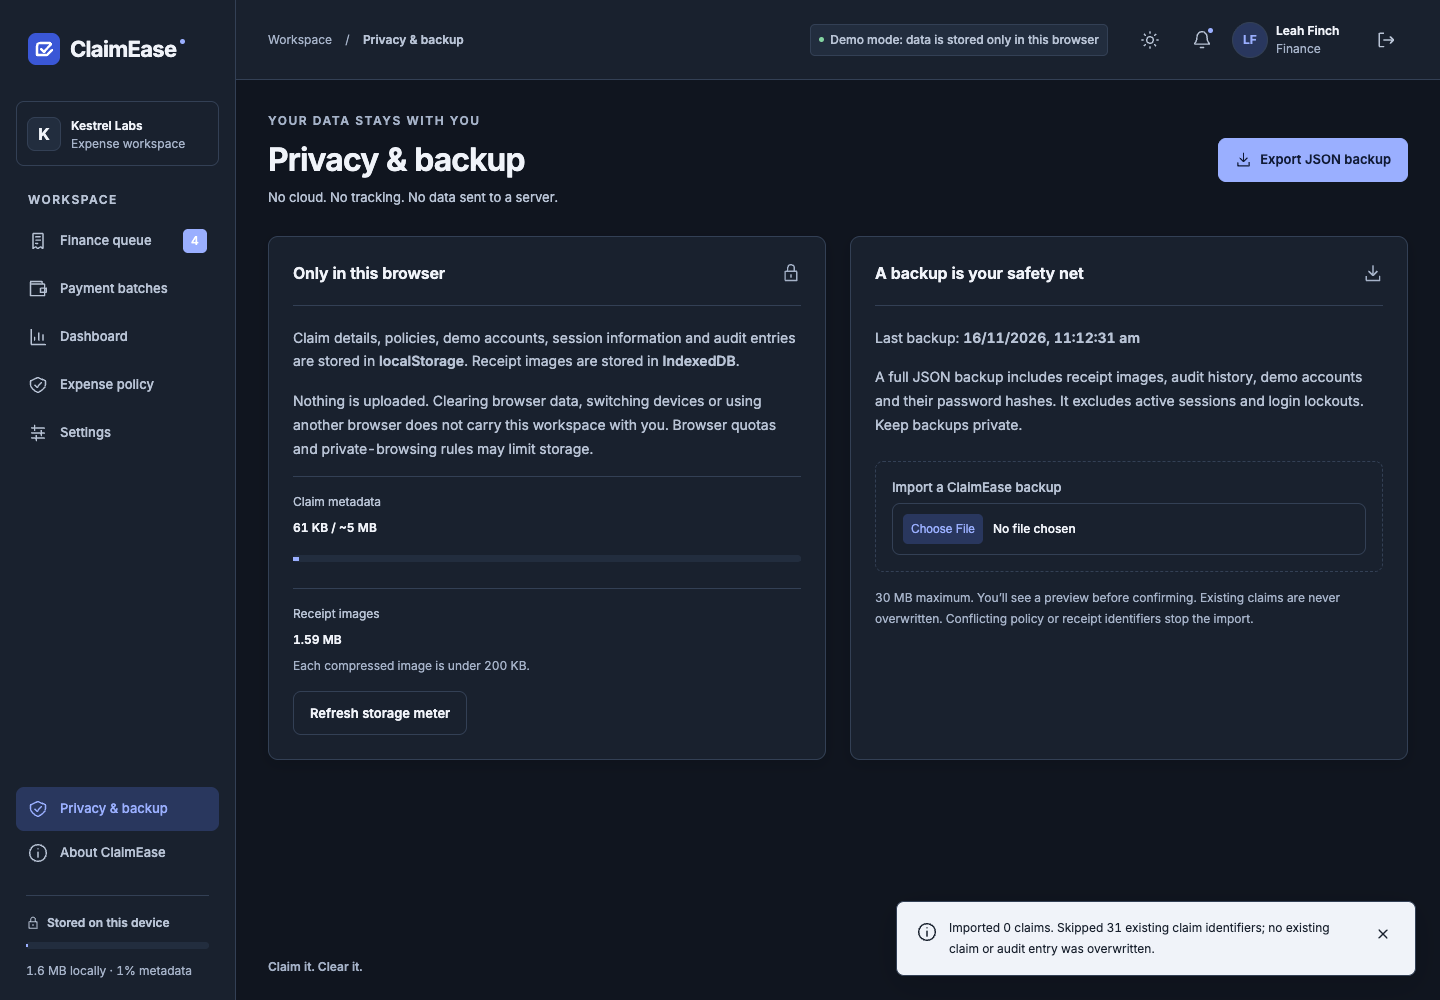 ClaimEase
K
Kestrel Labs
Expense workspace
WORKSPACE
Finance queue 4
Payment batches
Dashboard
Expense policy
Settings
Privacy & backup
About ClaimEase
Stored on this device
1.6 MB locally · 1% metadata
Workspace / Privacy & backup
Demo mode: data is stored only in this browser
LF
Leah Finch
Finance
YOUR DATA STAYS WITH YOU
Privacy & backup
No cloud. No tracking. No data sent to a server.
Export JSON backup
Only in this browser
Claim details, policies, demo accounts, session information and audit entries
are stored in localStorage. Receipt images are stored in IndexedDB.
Nothing is uploaded. Clearing browser data, switching devices or using
another browser does not carry this workspace with you. Browser quotas
and private-browsing rules may limit storage.
Claim metadata
61 KB / ~5 MB
Receipt images
1.59 MB
Each compressed image is under 200 KB.
Refresh storage meter
A backup is your safety net
Last backup: 16/11/2026, 11:12:31 am
A full JSON backup includes receipt images, audit history, demo accounts
and their password hashes. It excludes active sessions and login lockouts.
Keep backups private.
Import a ClaimEase backup
Choose File No file chosen
30 MB maximum. You’ll see a preview before confirming. Existing claims are never
overwritten. Conflicting policy or receipt identifiers stop the import.
Claim it. Clear it.
Imported 0 claims. Skipped 31 existing claim identifiers; no existing
claim or audit entry was overwritten.